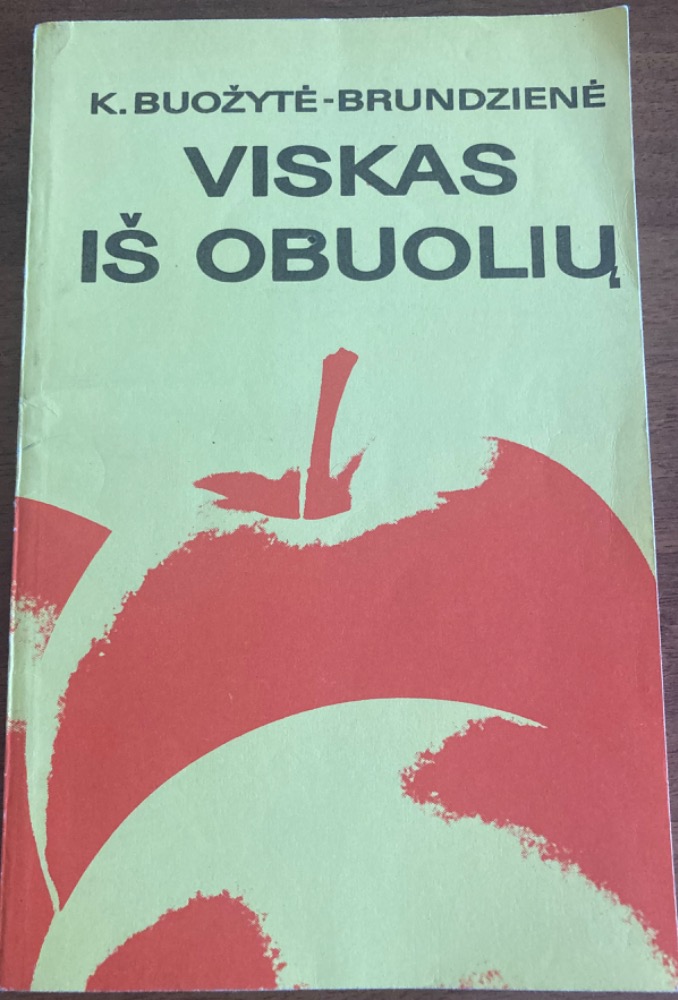 K. BUOŽYTĖ-BRUNDZIENĖ
VISKAS
IŠ OBUOLIŲ